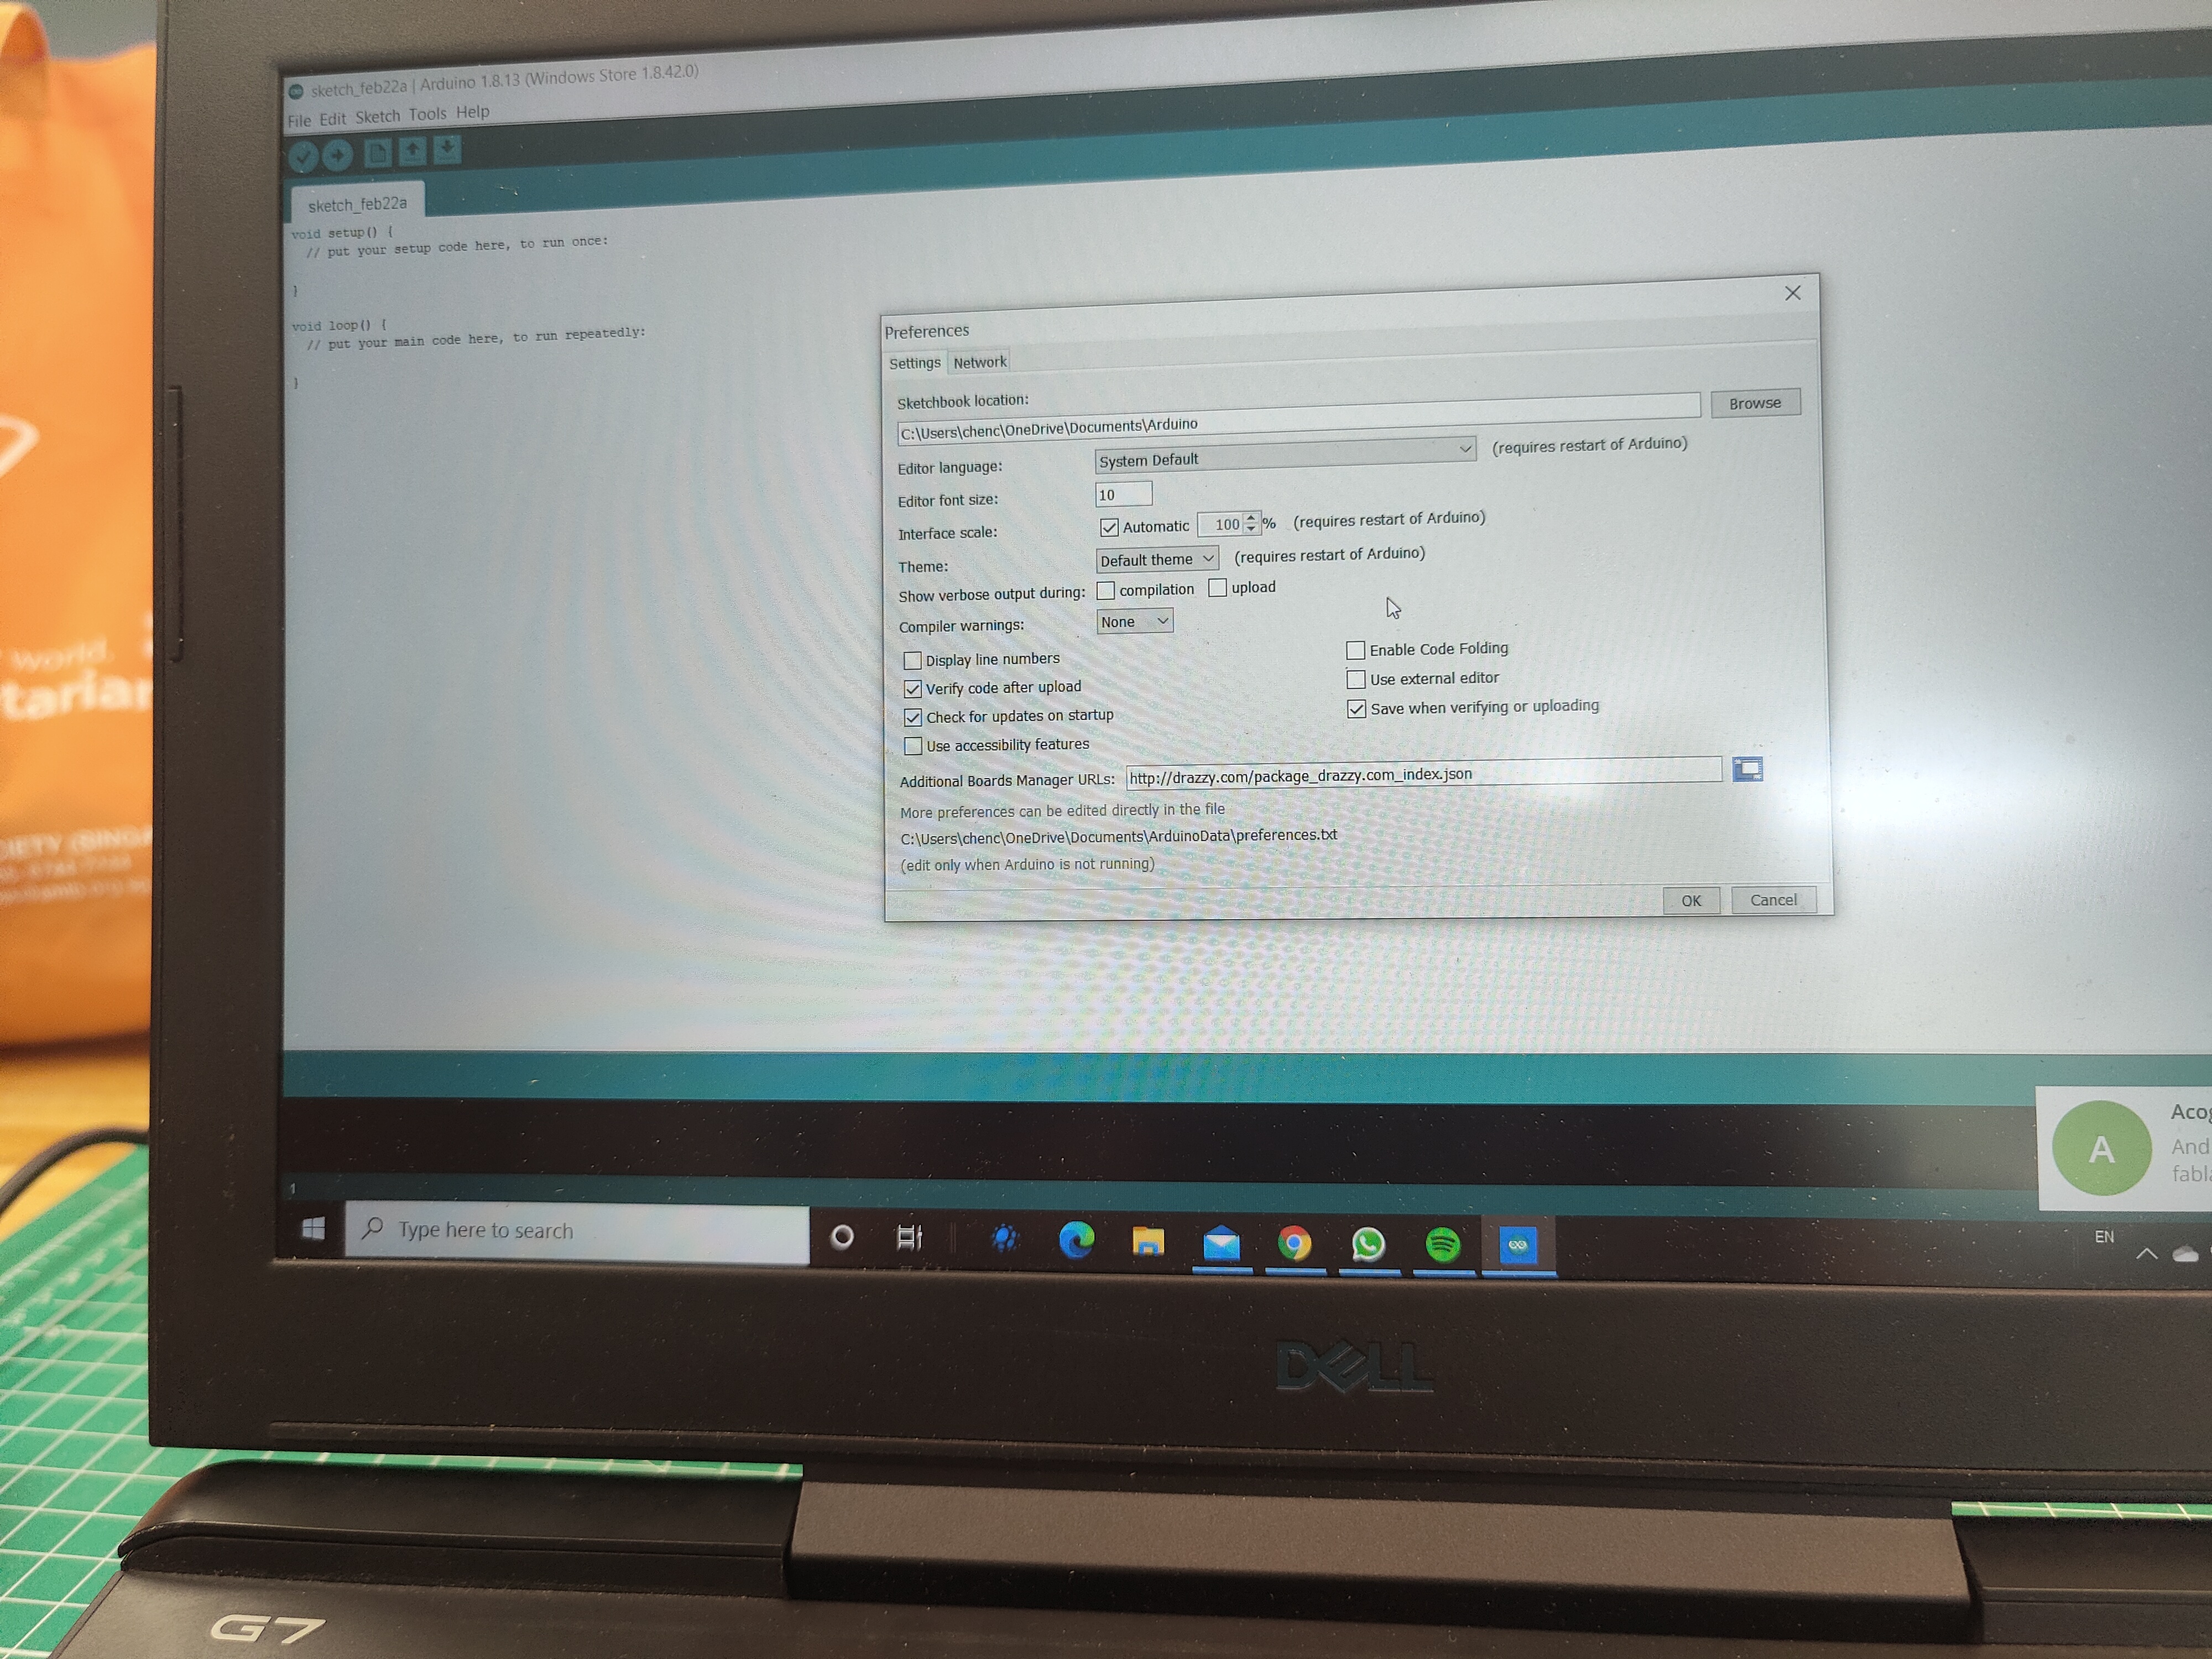 sketch_feb22a | Arduino 1.8.13 (Windows Store 1.8.42.0)
File Edit Sketch Tools Help
sketch_feb22a
void setup() {
// put your setup code here, to run once:
}
void loop() {
// put your main code here, to run repeatedly:
}
Preferences
Settings Network
Sketchbook location:
C:\Users\chenc\OneDrive\Documents\Arduino Browse
Editor language: System Default (requires restart of Arduino)
Editor font size: 10
Interface scale: Automatic 100 % (requires restart of Arduino)
Theme: Default theme (requires restart of Arduino)
Show verbose output during: compilation upload
Compiler warnings: None
Display line numbers Enable Code Folding
Verify code after upload Use external editor
Check for updates on startup Save when verifying or uploading
Use accessibility features
Additional Boards Manager URLs: http://drazzy.com/package_drazzy.com_index.json
More preferences can be edited directly in the file
C:\Users\chenc\OneDrive\Documents\ArduinoData\preferences.txt
(edit only when Arduino is not running)
OK Cancel
A
Acog
And
fabla
1
Type here to search
EN
DELL
G7
World.
tarian